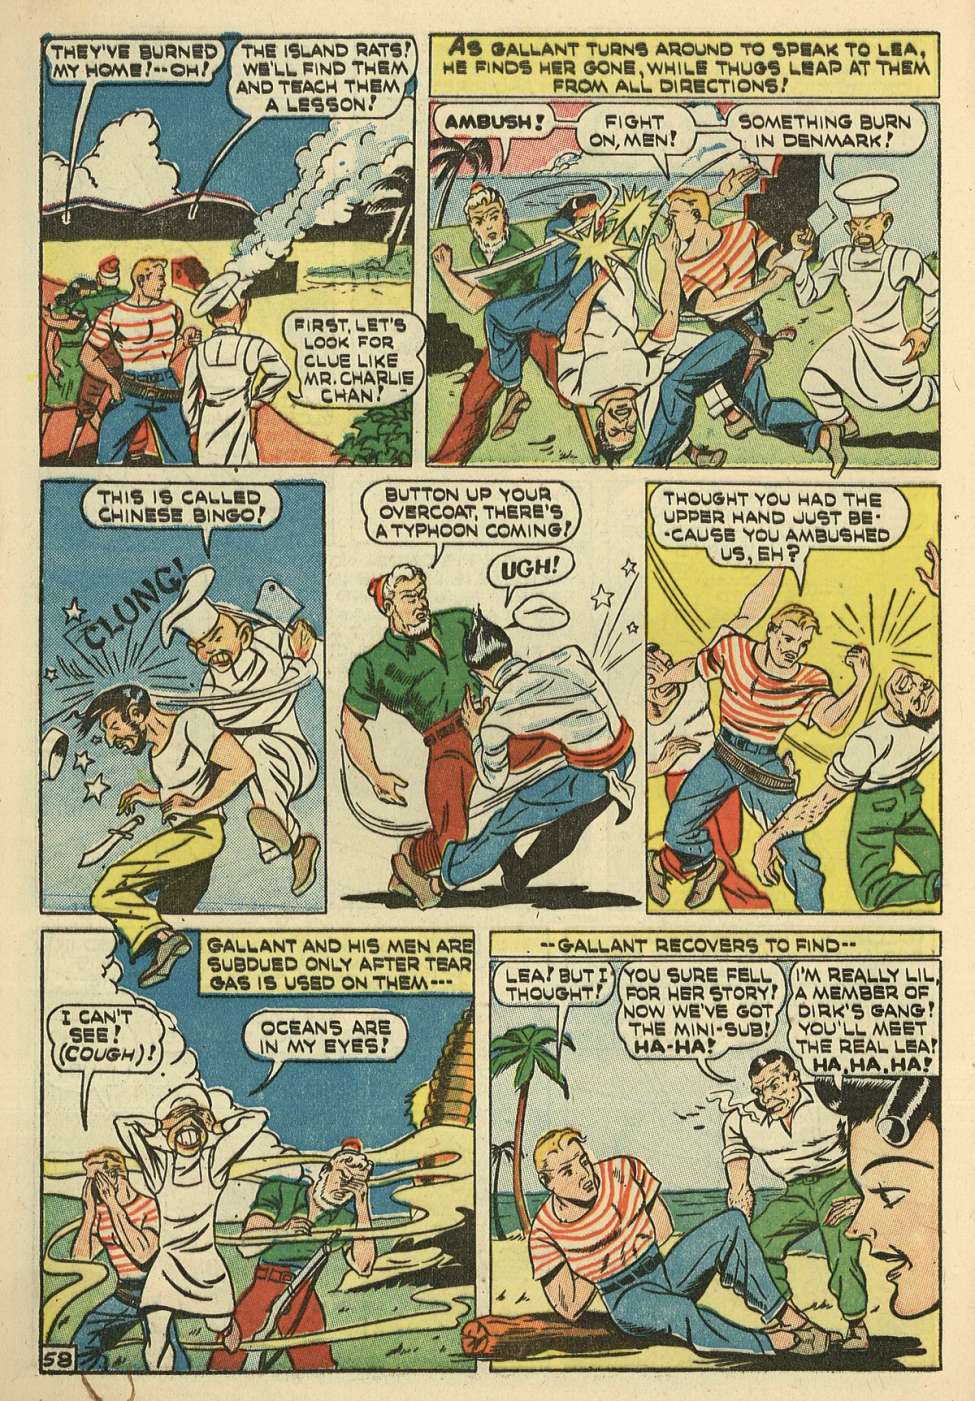 THEY'VE BURNED
MY HOME!--OH!
THE ISLAND RATS!
WE'LL FIND THEM
AND TEACH THEM
A LESSON!
FIRST, LET'S
LOOK FOR
CLUE LIKE
MR. CHARLIE
CHAN!
AS GALLANT TURNS AROUND TO SPEAK TO LEA,
HE FINDS HER GONE, WHILE THUGS LEAP AT THEM
FROM ALL DIRECTIONS!
AMBUSH!
FIGHT
ON, MEN!
SOMETHING BURN
IN DENMARK!
THIS IS CALLED
CHINESE BINGO!
CLUNG!
BUTTON UP YOUR
OVERCOAT, THERE'S
A TYPHOON COMING!
UGH!
THOUGHT YOU HAD THE
UPPER HAND JUST BE-
-CAUSE YOU AMBUSHED
US, EH?
GALLANT AND HIS MEN ARE
SUBDUED ONLY AFTER TEAR
GAS IS USED ON THEM---
I CAN'T
SEE!
(COUGH)!
OCEANS ARE
IN MY EYES!
58
--GALLANT RECOVERS TO FIND--
LEA! BUT I
THOUGHT!
YOU SURE FELL
FOR HER STORY!
NOW WE'VE GOT
THE MINI-SUB!
HA-HA!
I'M REALLY LIL,
A MEMBER OF
DIRK'S GANG!
YOU'LL MEET
THE REAL LEA!
HA, HA, HA!